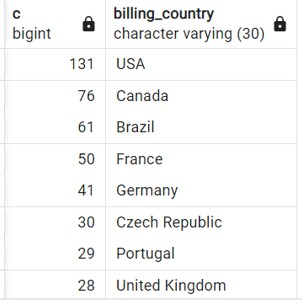 c billing_country
bigint character varying (30)
131 USA
76 Canada
61 Brazil
50 France
41 Germany
30 Czech Republic
29 Portugal
28 United Kingdom